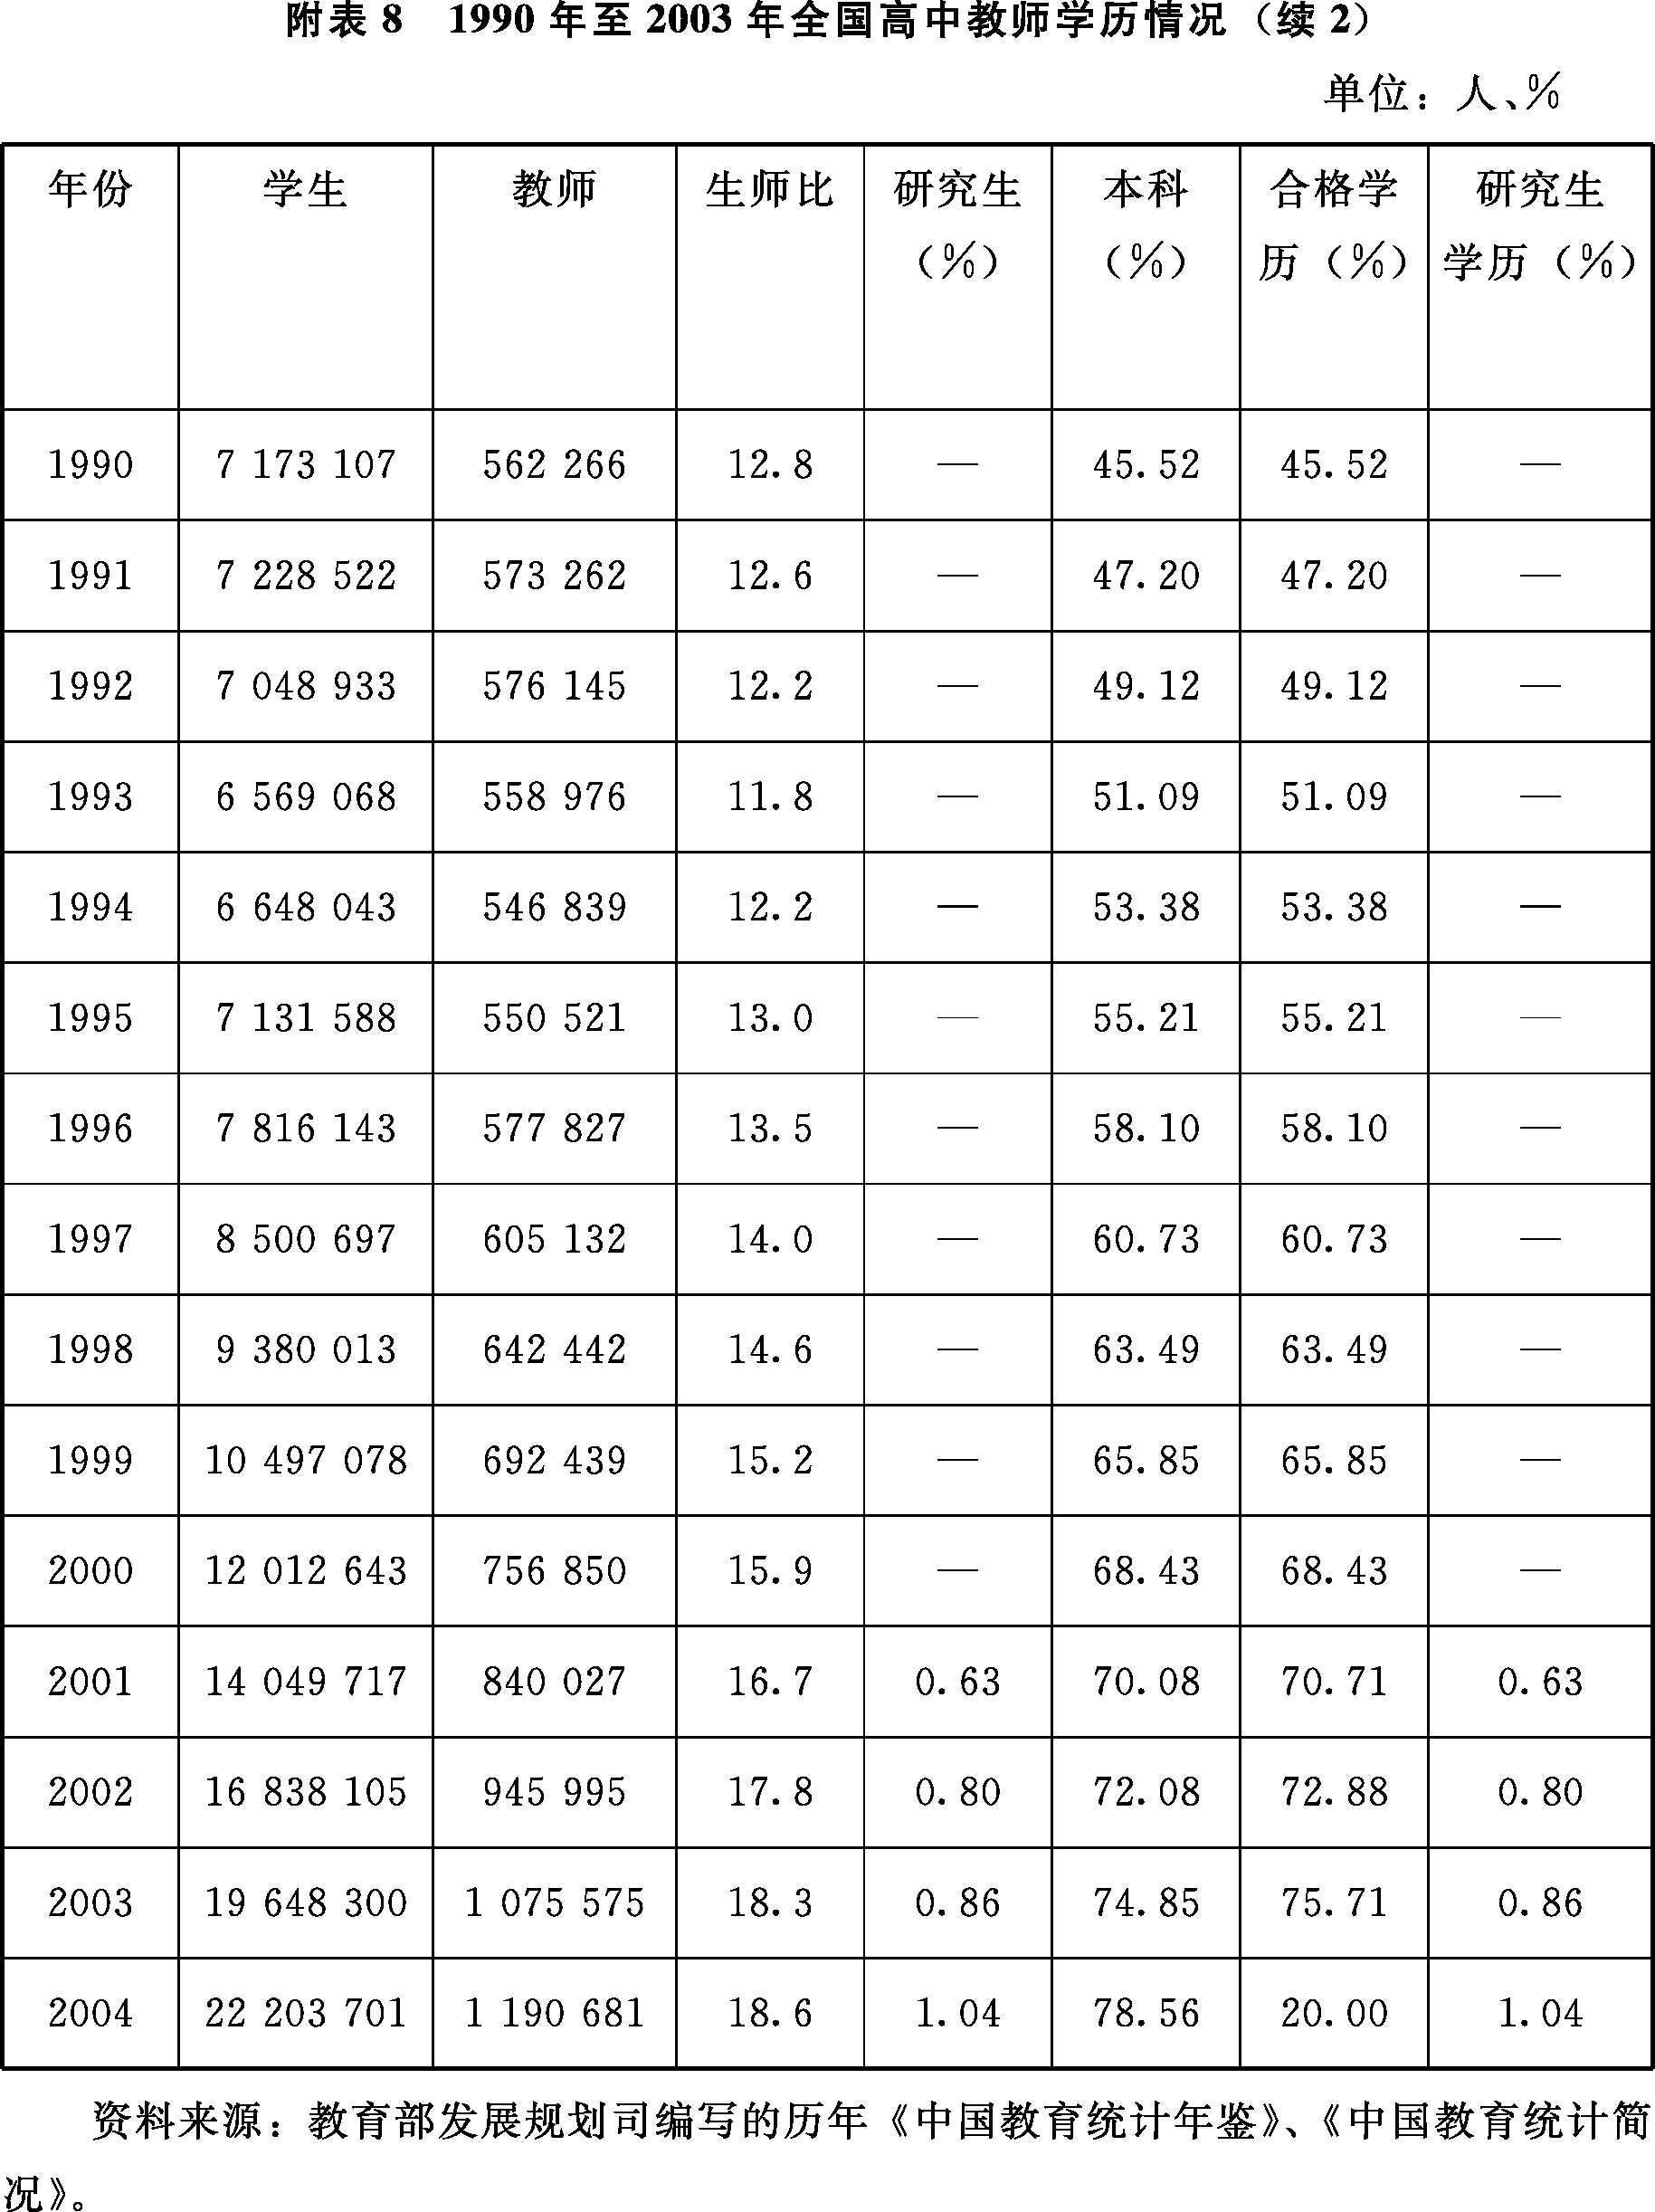 附表 8 1990 年至 2003 年全国高中教师学历情况（续 2）
单位：人、%
年份 学生 教师 生师比 研究生（%） 本科（%） 合格学历（%） 研究生学历（%）
1990 7 173 107 562 266 12.8 — 45.52 45.52 —
1991 7 228 522 573 262 12.6 — 47.20 47.20 —
1992 7 048 933 576 145 12.2 — 49.12 49.12 —
1993 6 569 068 558 976 11.8 — 51.09 51.09 —
1994 6 648 043 546 839 12.2 — 53.38 53.38 —
1995 7 131 588 550 521 13.0 — 55.21 55.21 —
1996 7 816 143 577 827 13.5 — 58.10 58.10 —
1997 8 500 697 605 132 14.0 — 60.73 60.73 —
1998 9 380 013 642 442 14.6 — 63.49 63.49 —
1999 10 497 078 692 439 15.2 — 65.85 65.85 —
2000 12 012 643 756 850 15.9 — 68.43 68.43 —
2001 14 049 717 840 027 16.7 0.63 70.08 70.71 0.63
2002 16 838 105 945 995 17.8 0.80 72.08 72.88 0.80
2003 19 648 300 1 075 575 18.3 0.86 74.85 75.71 0.86
2004 22 203 701 1 190 681 18.6 1.04 78.56 20.00 1.04
资料来源：教育部发展规划司编写的历年《中国教育统计年鉴》、《中国教育统计简
况》。